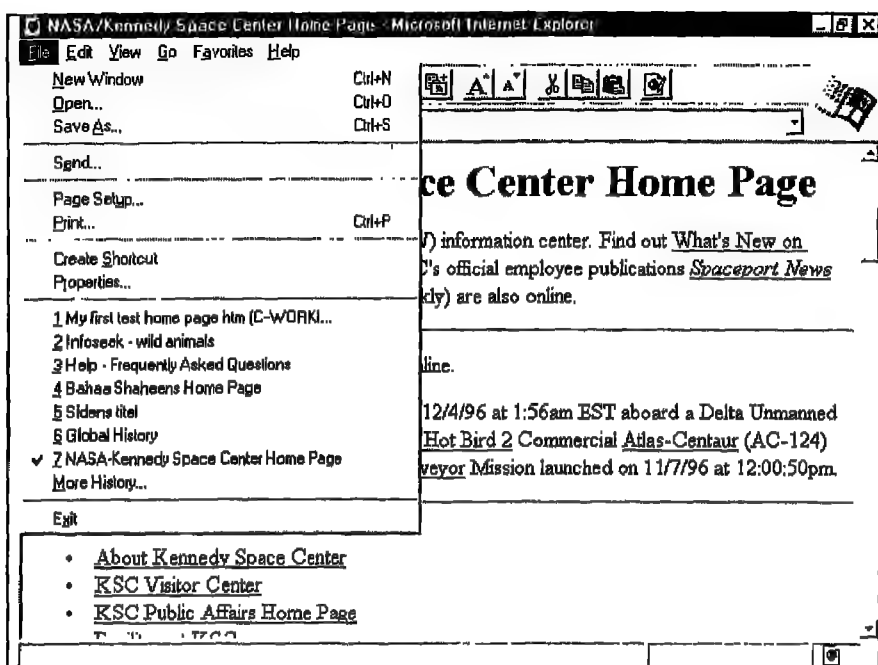 NASA/Kennedy Space Center Home Page - Microsoft Internet Explorer
File Edit View Go Favorites Help
New Window Ctrl+N
Open... Ctrl+O
Save As... Ctrl+S
Send...
Page Setup...
Print... Ctrl+P
Create Shortcut
Properties...
1 My first test home page htm (C-WORKI...
2 Infoseek - wild animals
3 Help - Frequently Asked Questions
4 Bahaa Shaheens Home Page
5 Sidens titel
6 Global History
7 NASA-Kennedy Space Center Home Page
More History...
Exit
ce Center Home Page
) information center. Find out What's New on
C's official employee publications Spaceport News
kly) are also online.
line.
12/4/96 at 1:56am EST aboard a Delta Unmanned
Hot Bird 2 Commercial Atlas-Centaur (AC-124)
veyor Mission launched on 11/7/96 at 12:00:50pm.
• About Kennedy Space Center
• KSC Visitor Center
• KSC Public Affairs Home Page